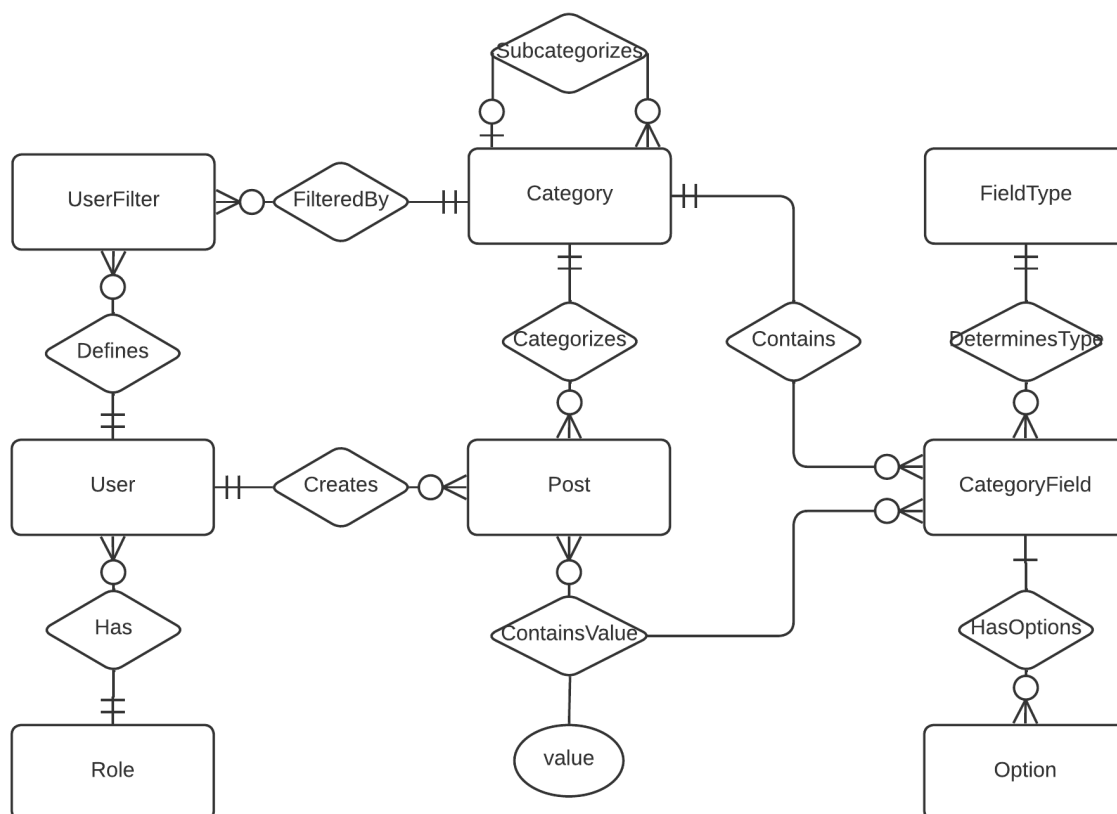 Subcategorizes
UserFilter
FilteredBy
Category
FieldType
Defines
Categorizes
Contains
DeterminesType
User
Creates
Post
CategoryField
Has
ContainsValue
HasOptions
Role
value
Option